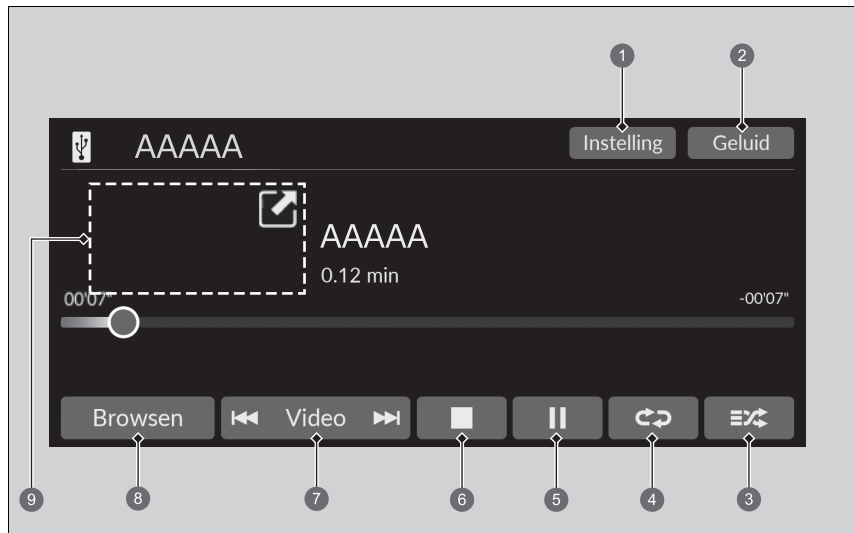 1 2
AAAAA Instelling Geluid
AAAAA
9
0.12 min
00'07" -00'07"
Browsen Video
9 8 7 6 5 4 3